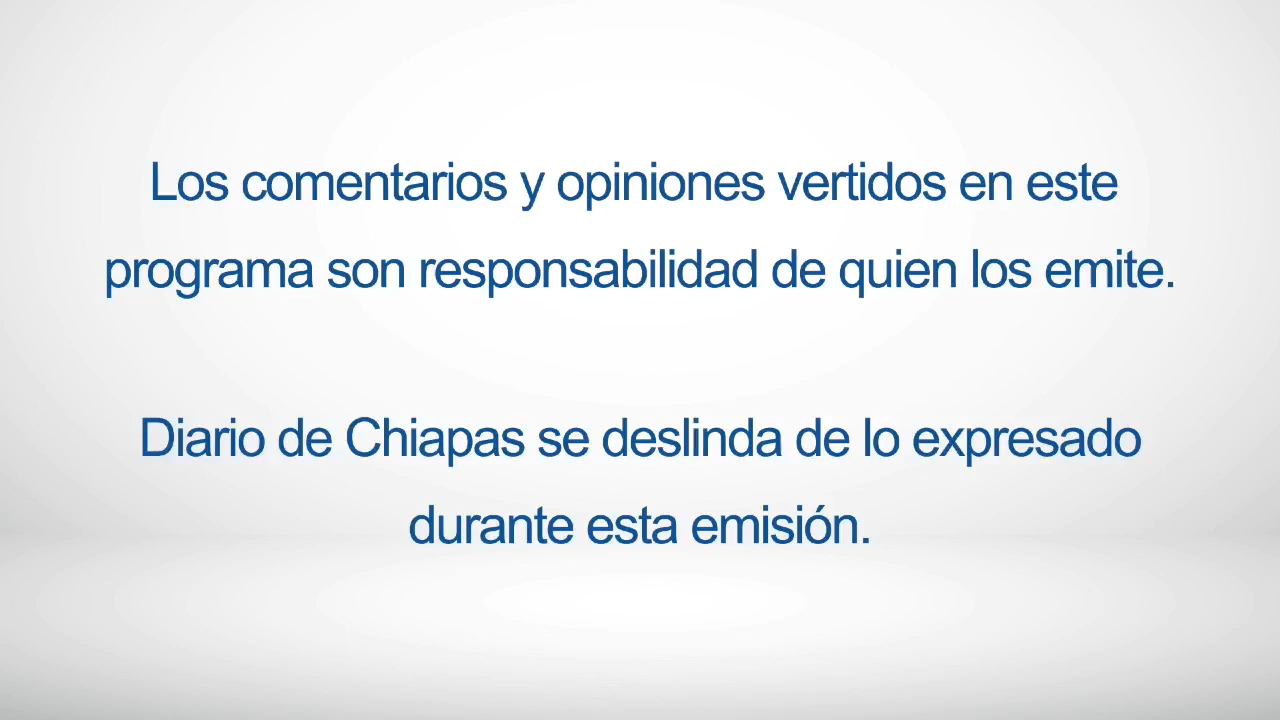 Los comentarios y opiniones vertidos en este
programa son responsabilidad de quien los emite.
Diario de Chiapas se deslinda de lo expresado
durante esta emisión.